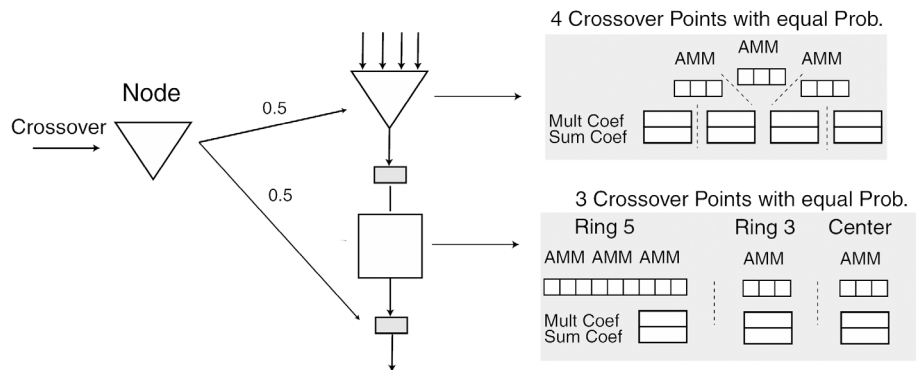 4 Crossover Points with equal Prob.
AMM
AMM
AMM
Mult Coef
Sum Coef
Node
Crossover
0.5
0.5
3 Crossover Points with equal Prob.
Ring 5
Ring 3
Center
AMM AMM AMM
AMM
AMM
Mult Coef
Sum Coef